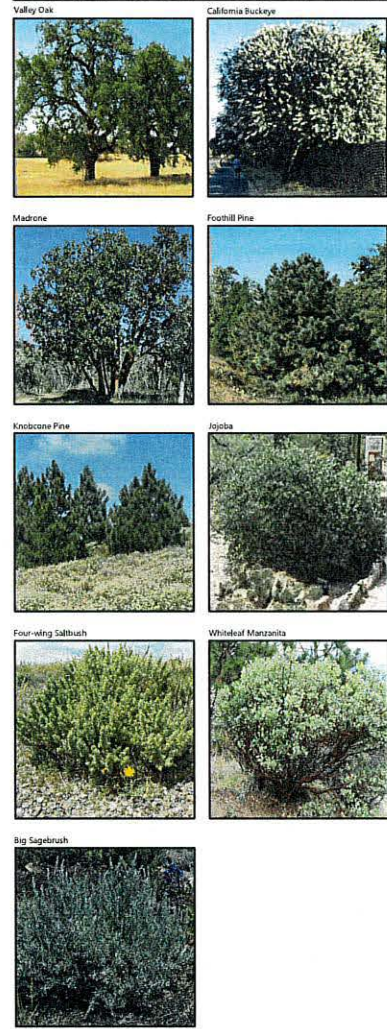 Valley Oak
California Buckeye
Madrone
Foothill Pine
Knobcone Pine
Jojoba
Four-wing Saltbush
Whiteleaf Manzanita
Big Sagebrush